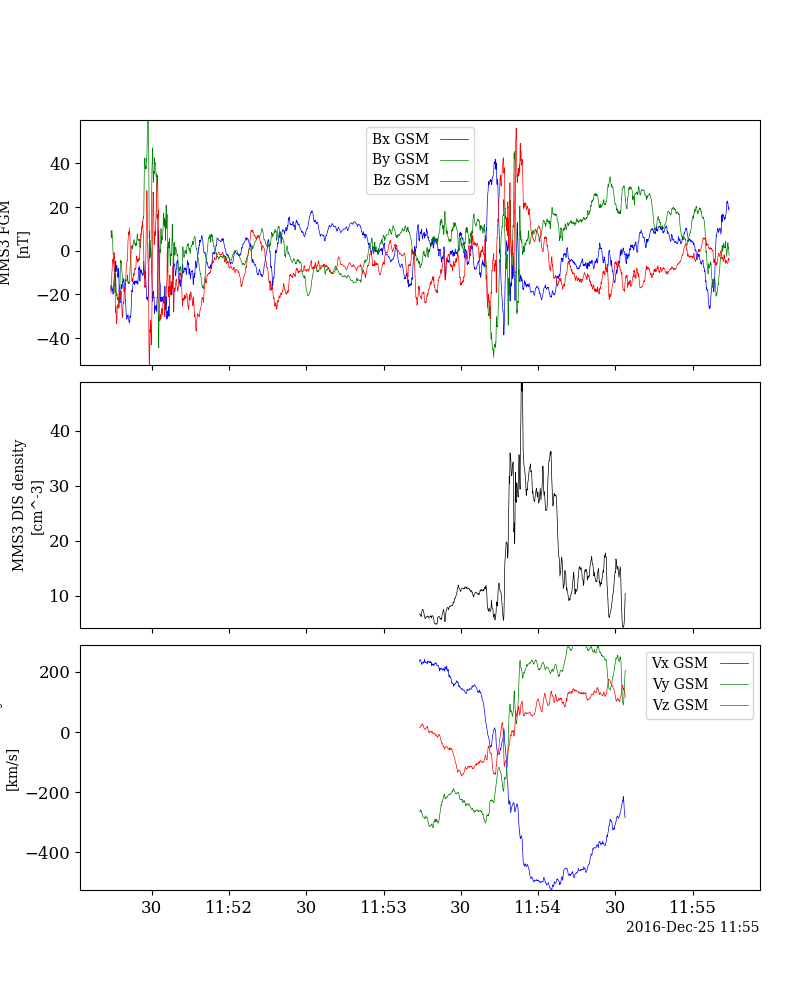 Bx GSM
By GSM
Bz GSM
40
20
0
−20
−40
MMS3 FGM
[nT]
40
30
20
10
MMS3 DIS density
[cm^-3]
Vx GSM
Vy GSM
Vz GSM
200
0
−200
−400
[km/s]
30
11:52
30
11:53
30
11:54
30
11:55
2016-Dec-25 11:55